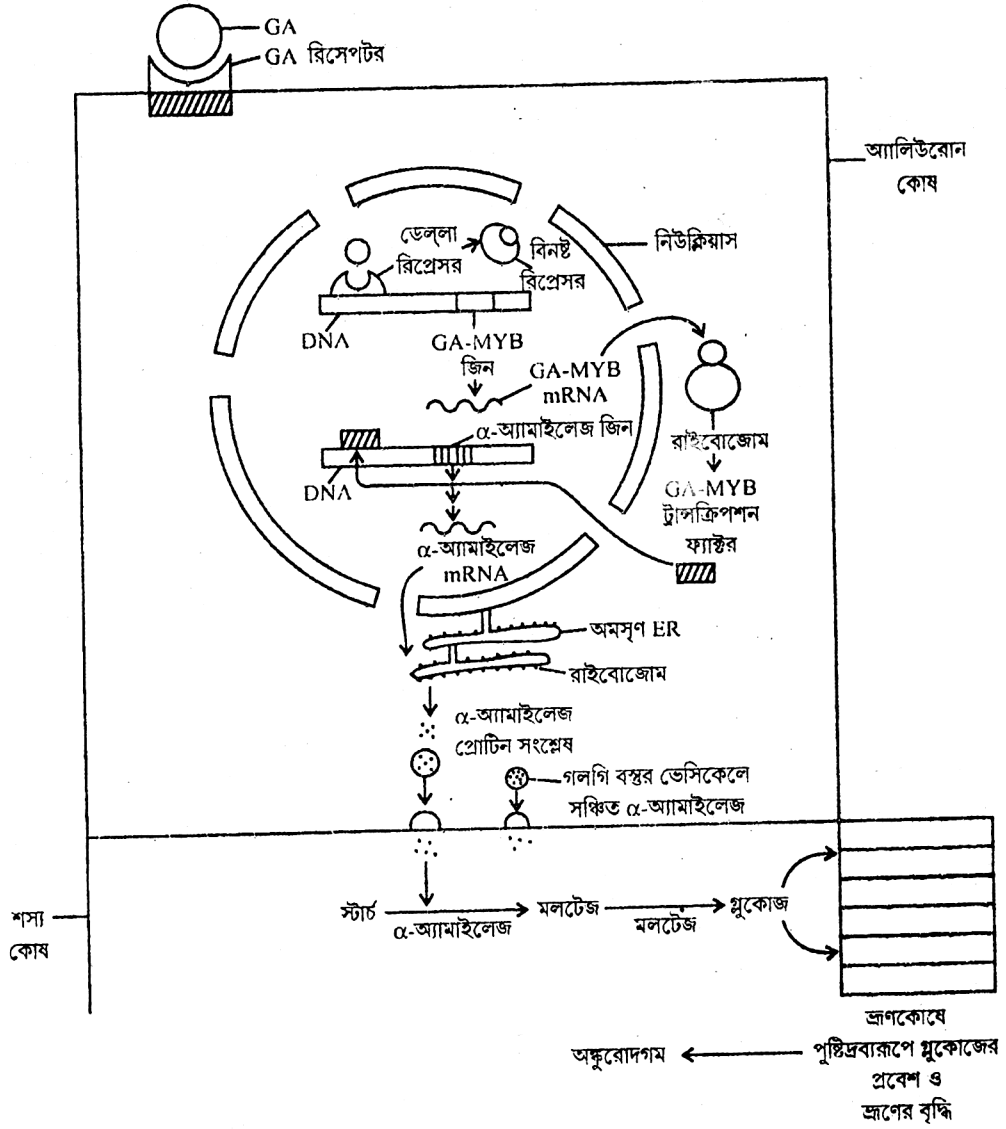 GA
GA রিসেপটর
অ্যালিউরোন
কোষ
নিউক্লিয়াস
ডেল্‌লা
রিপ্রেসর
বিনষ্ট
রিপ্রেসর
DNA
GA-MYB
জিন
GA-MYB
mRNA
রাইবোজোম
GA-MYB
ট্রান্সক্রিপশন
ফ্যাক্টর
α-অ্যামাইলেজ জিন
DNA
α-অ্যামাইলেজ
mRNA
অমসৃণ ER
রাইবোজোম
α-অ্যামাইলেজ
প্রোটিন সংশ্লেষ
গলগি বস্তুর ভেসিকেলে
সঞ্চিত α-অ্যামাইলেজ
শস্য
কোষ
স্টার্চ
α-অ্যামাইলেজ
মলটেজ
মলটেজ
গ্লুকোজ
ভ্রূণকোষে
পুষ্টিদ্রব্যরূপে গ্লুকোজের
প্রবেশ ও
ভ্রূণের বৃদ্ধি
অঙ্কুরোদগম